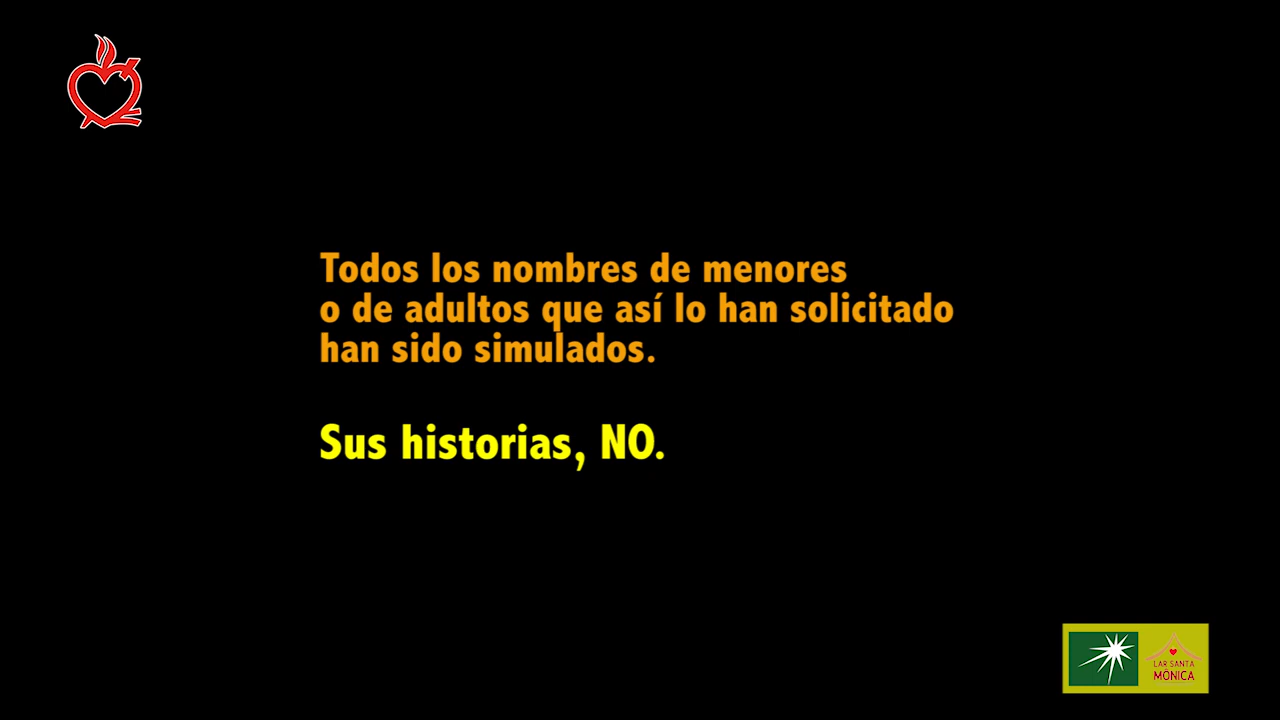 Todos los nombres de menores
o de adultos que así lo han solicitado
han sido simulados.
Sus historias, NO.
LAR SANTA
MÔNICA